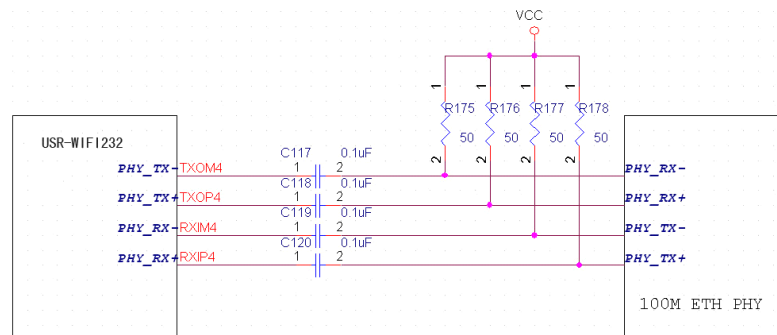 VCC
1 1 1 1
R175 R176 R177 R178
50 50 50 50
2 2 2 2
USR-WIFI232
C117 0.1uF
PHY_TX- TXOM4 1 2 PHY_RX-
C118 0.1uF
PHY_TX+ TXOP4 1 2 PHY_RX+
C119 0.1uF
PHY_RX- RXIM4 1 2 PHY_TX-
C120 0.1uF
PHY_RX+ RXIP4 1 2 PHY_TX+
100M ETH PHY